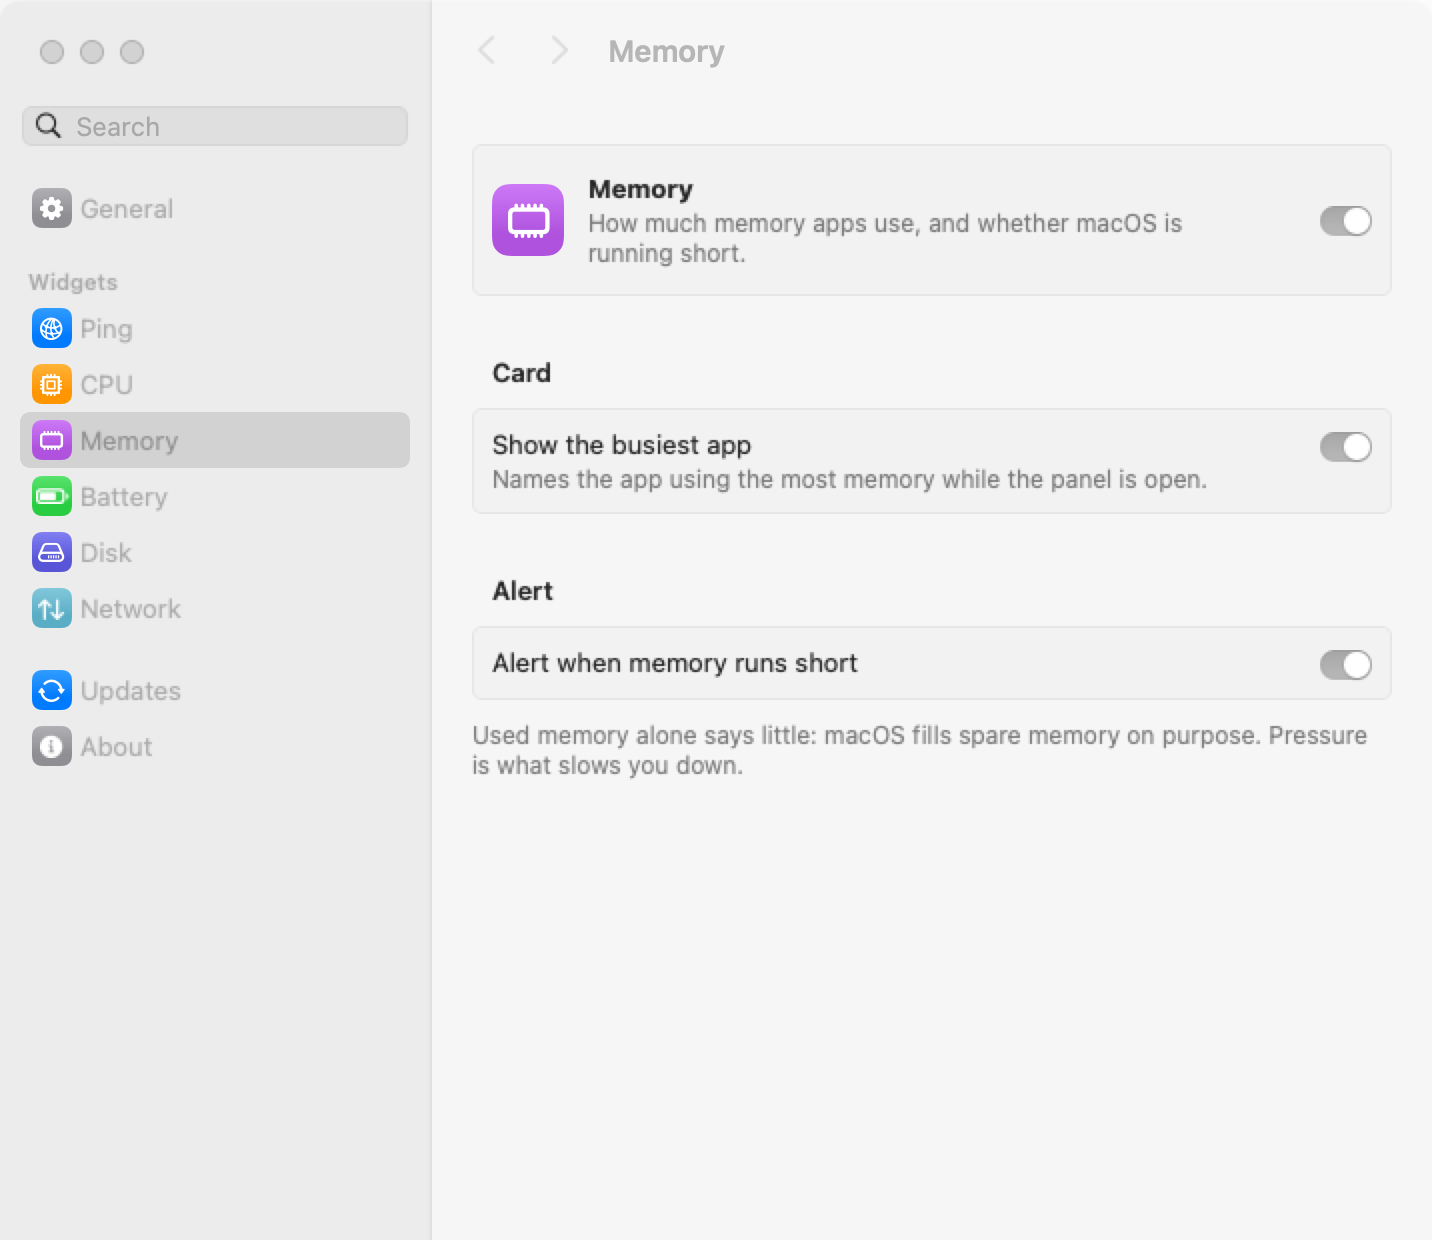 Memory
Search
General
Widgets
Ping
CPU
Memory
Battery
Disk
Network
Updates
About
Memory
How much memory apps use, and whether macOS is
running short.
Card
Show the busiest app
Names the app using the most memory while the panel is open.
Alert
Alert when memory runs short
Used memory alone says little: macOS fills spare memory on purpose. Pressure
is what slows you down.